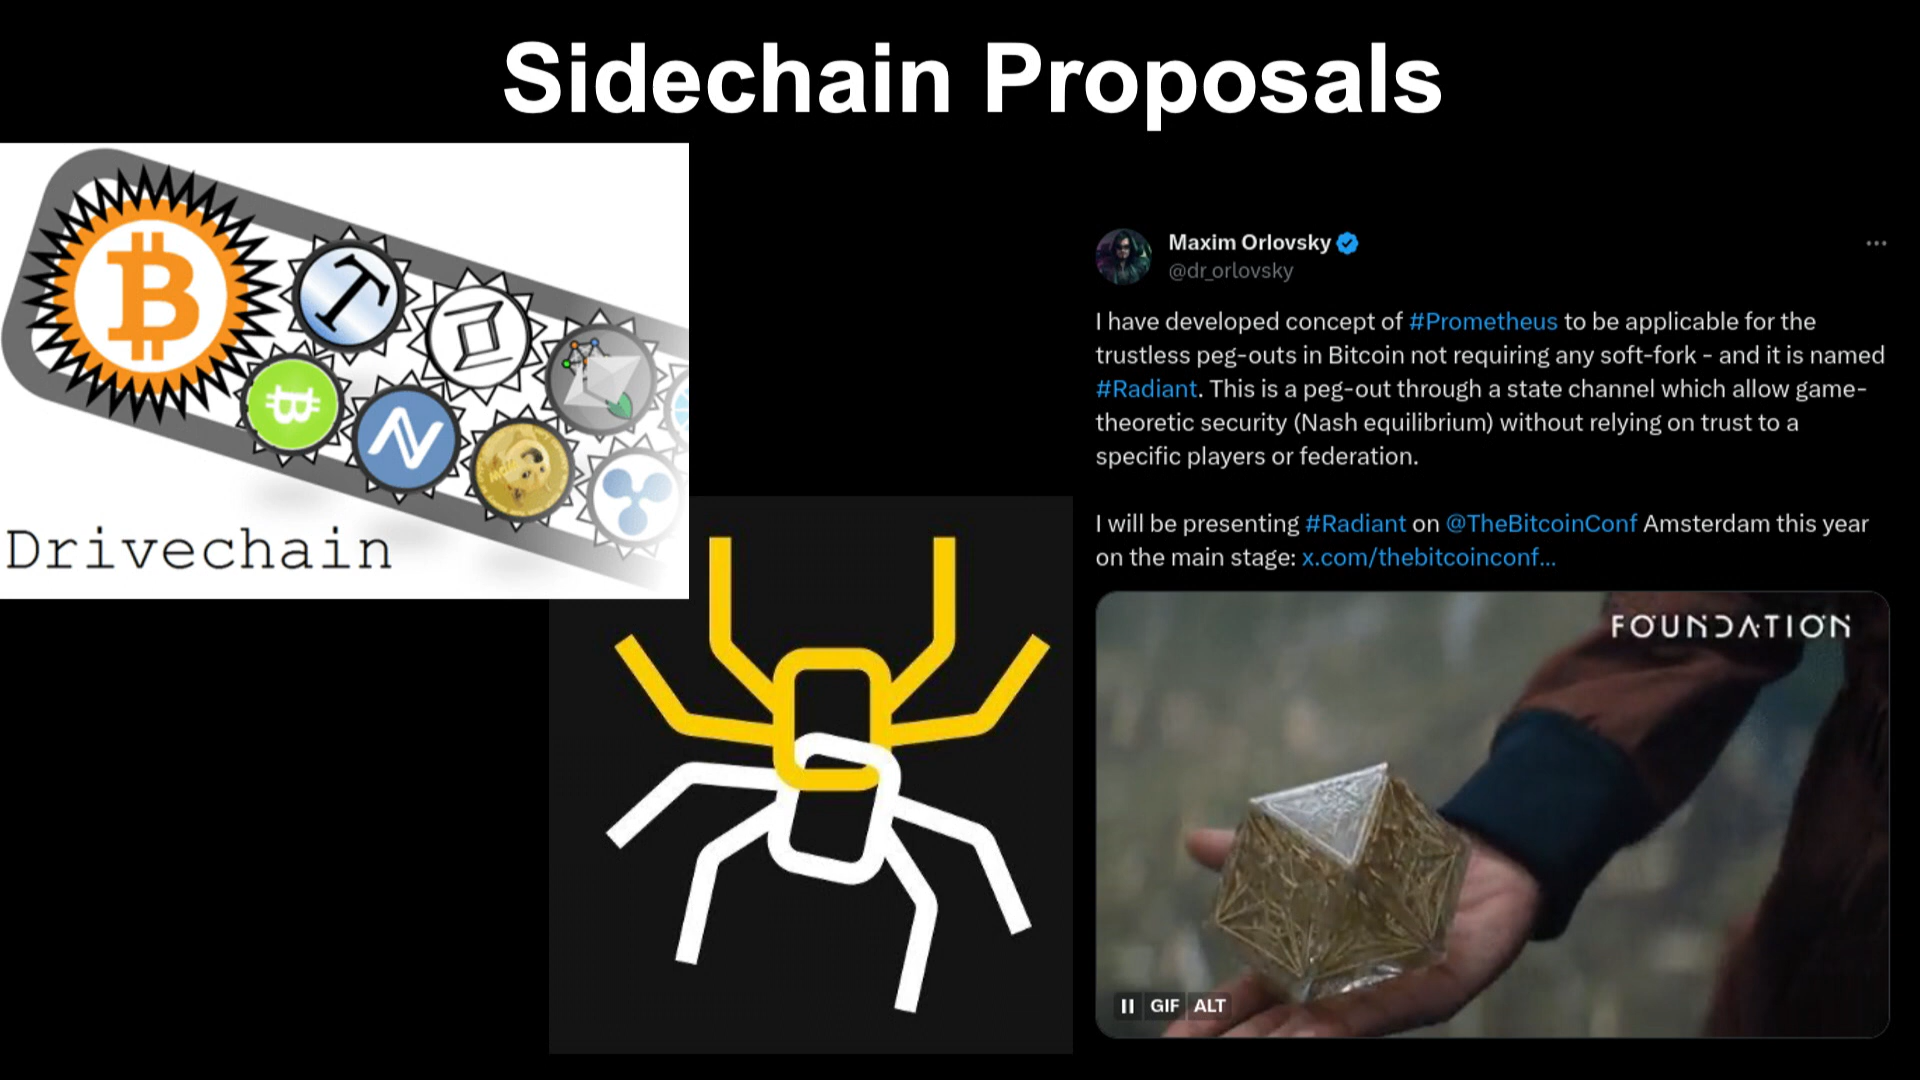 Sidechain Proposals
Drivechain
Maxim Orlovsky
@dr_orlovsky
I have developed concept of #Prometheus to be applicable for the
trustless peg-outs in Bitcoin not requiring any soft-fork - and it is named
#Radiant. This is a peg-out through a state channel which allow game-
theoretic security (Nash equilibrium) without relying on trust to a
specific players or federation.
I will be presenting #Radiant on @TheBitcoinConf Amsterdam this year
on the main stage: x.com/thebitcoinconf...
FOUNDATION
GIF ALT